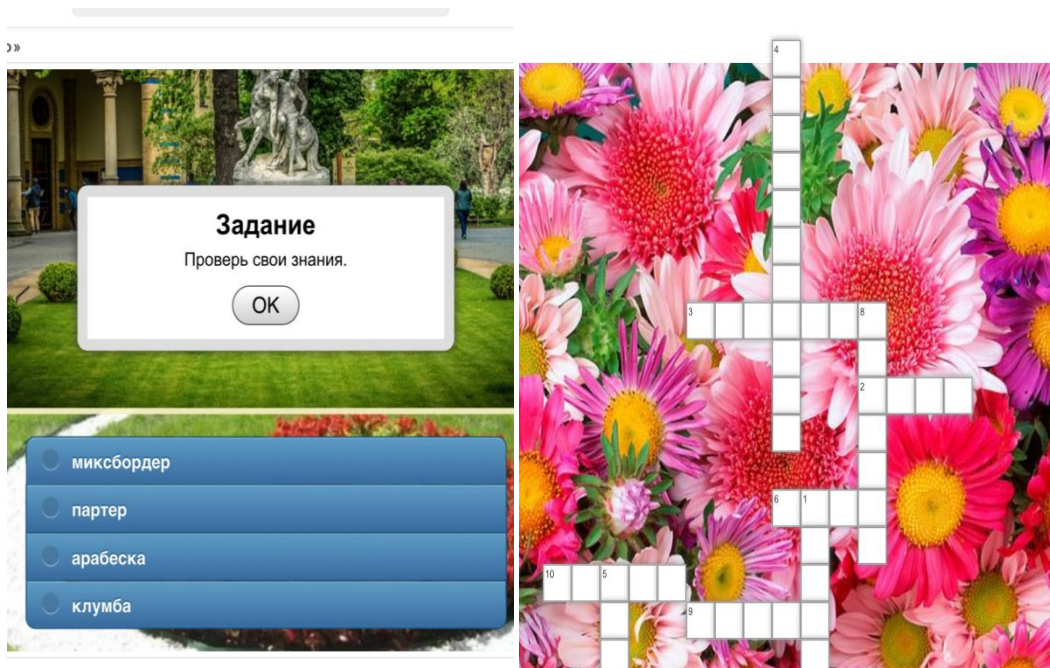 о»
Задание
Проверь свои знания.
OK
миксбордер
партер
арабеска
клумба
4
3
8
2
6
1
10
5
9